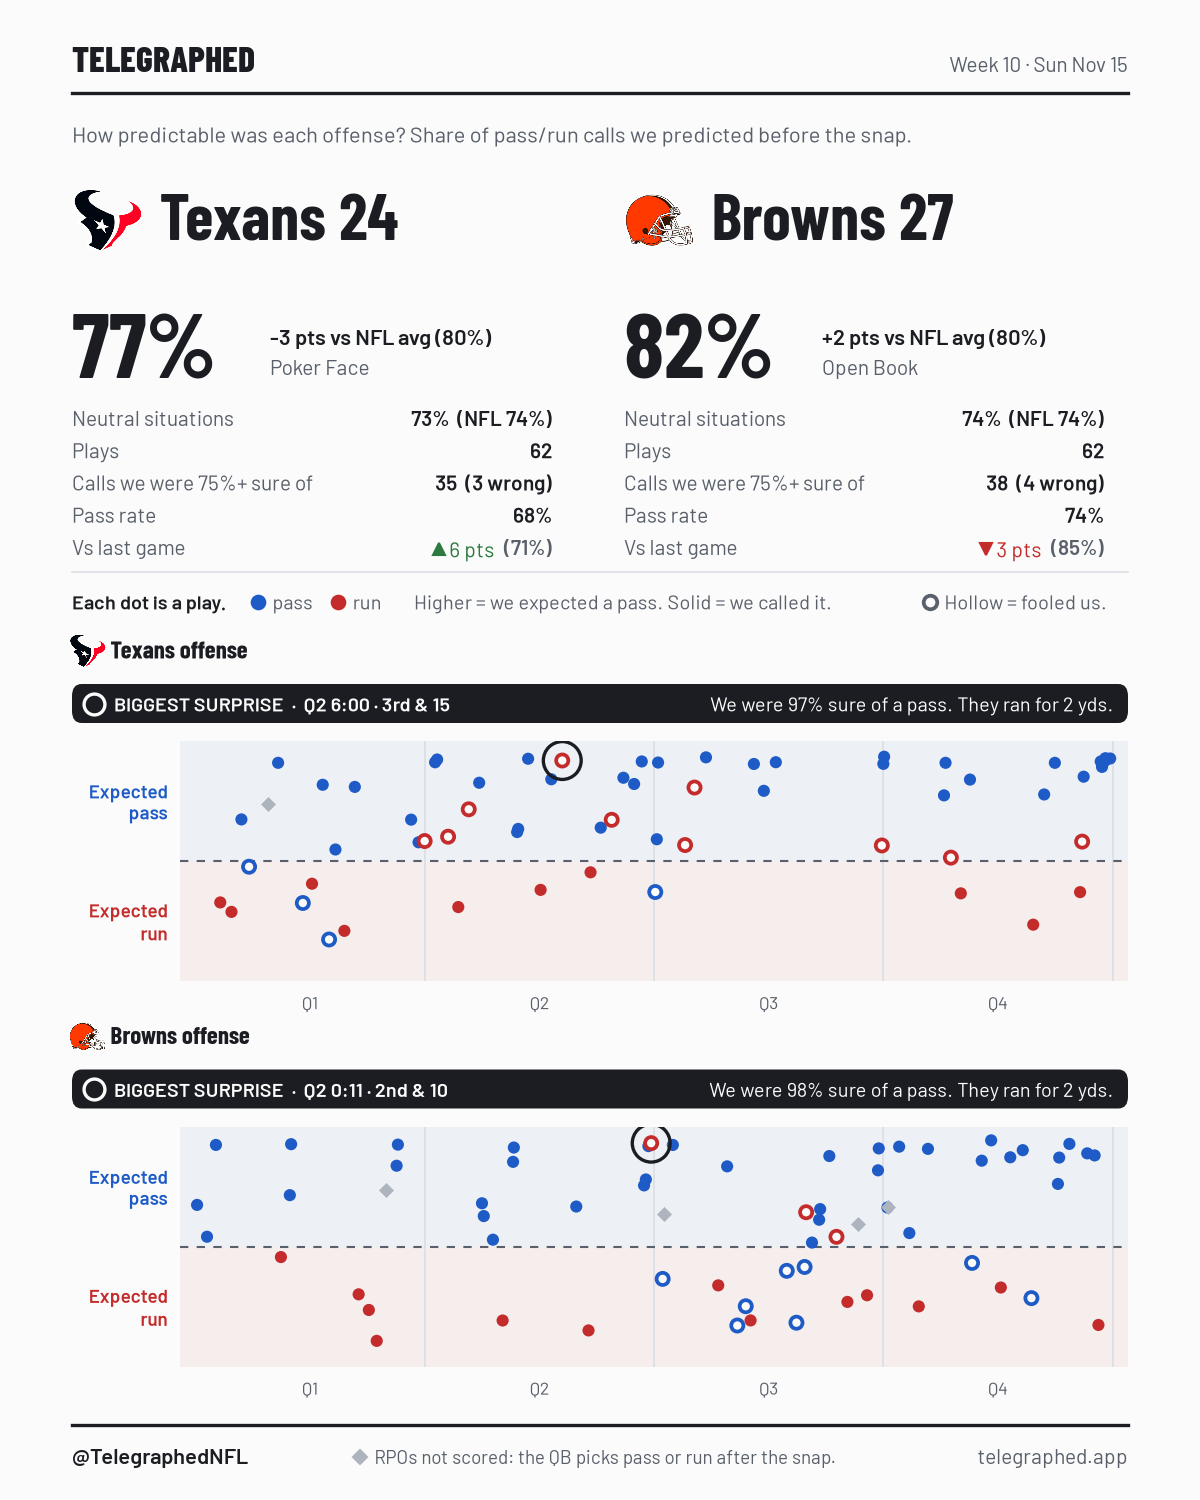 TELEGRAPHED
Week 10 · Sun Nov 15
How predictable was each offense? Share of pass/run calls we predicted before the snap.
Texans 24
Browns 27
77%
-3 pts vs NFL avg (80%)
Poker Face
Neutral situations 73% (NFL 74%)
Plays 62
Calls we were 75%+ sure of 35 (3 wrong)
Pass rate 68%
Vs last game ▲6 pts (71%)
82%
+2 pts vs NFL avg (80%)
Open Book
Neutral situations 74% (NFL 74%)
Plays 62
Calls we were 75%+ sure of 38 (4 wrong)
Pass rate 74%
Vs last game ▼3 pts (85%)
Each dot is a play. pass run Higher = we expected a pass. Solid = we called it. Hollow = fooled us.
Texans offense
BIGGEST SURPRISE · Q2 6:00 · 3rd & 15 We were 97% sure of a pass. They ran for 2 yds.
Expected
pass
Expected
run
Q1 Q2 Q3 Q4
Browns offense
BIGGEST SURPRISE · Q2 0:11 · 2nd & 10 We were 98% sure of a pass. They ran for 2 yds.
Expected
pass
Expected
run
Q1 Q2 Q3 Q4
@TelegraphedNFL RPOs not scored: the QB picks pass or run after the snap. telegraphed.app